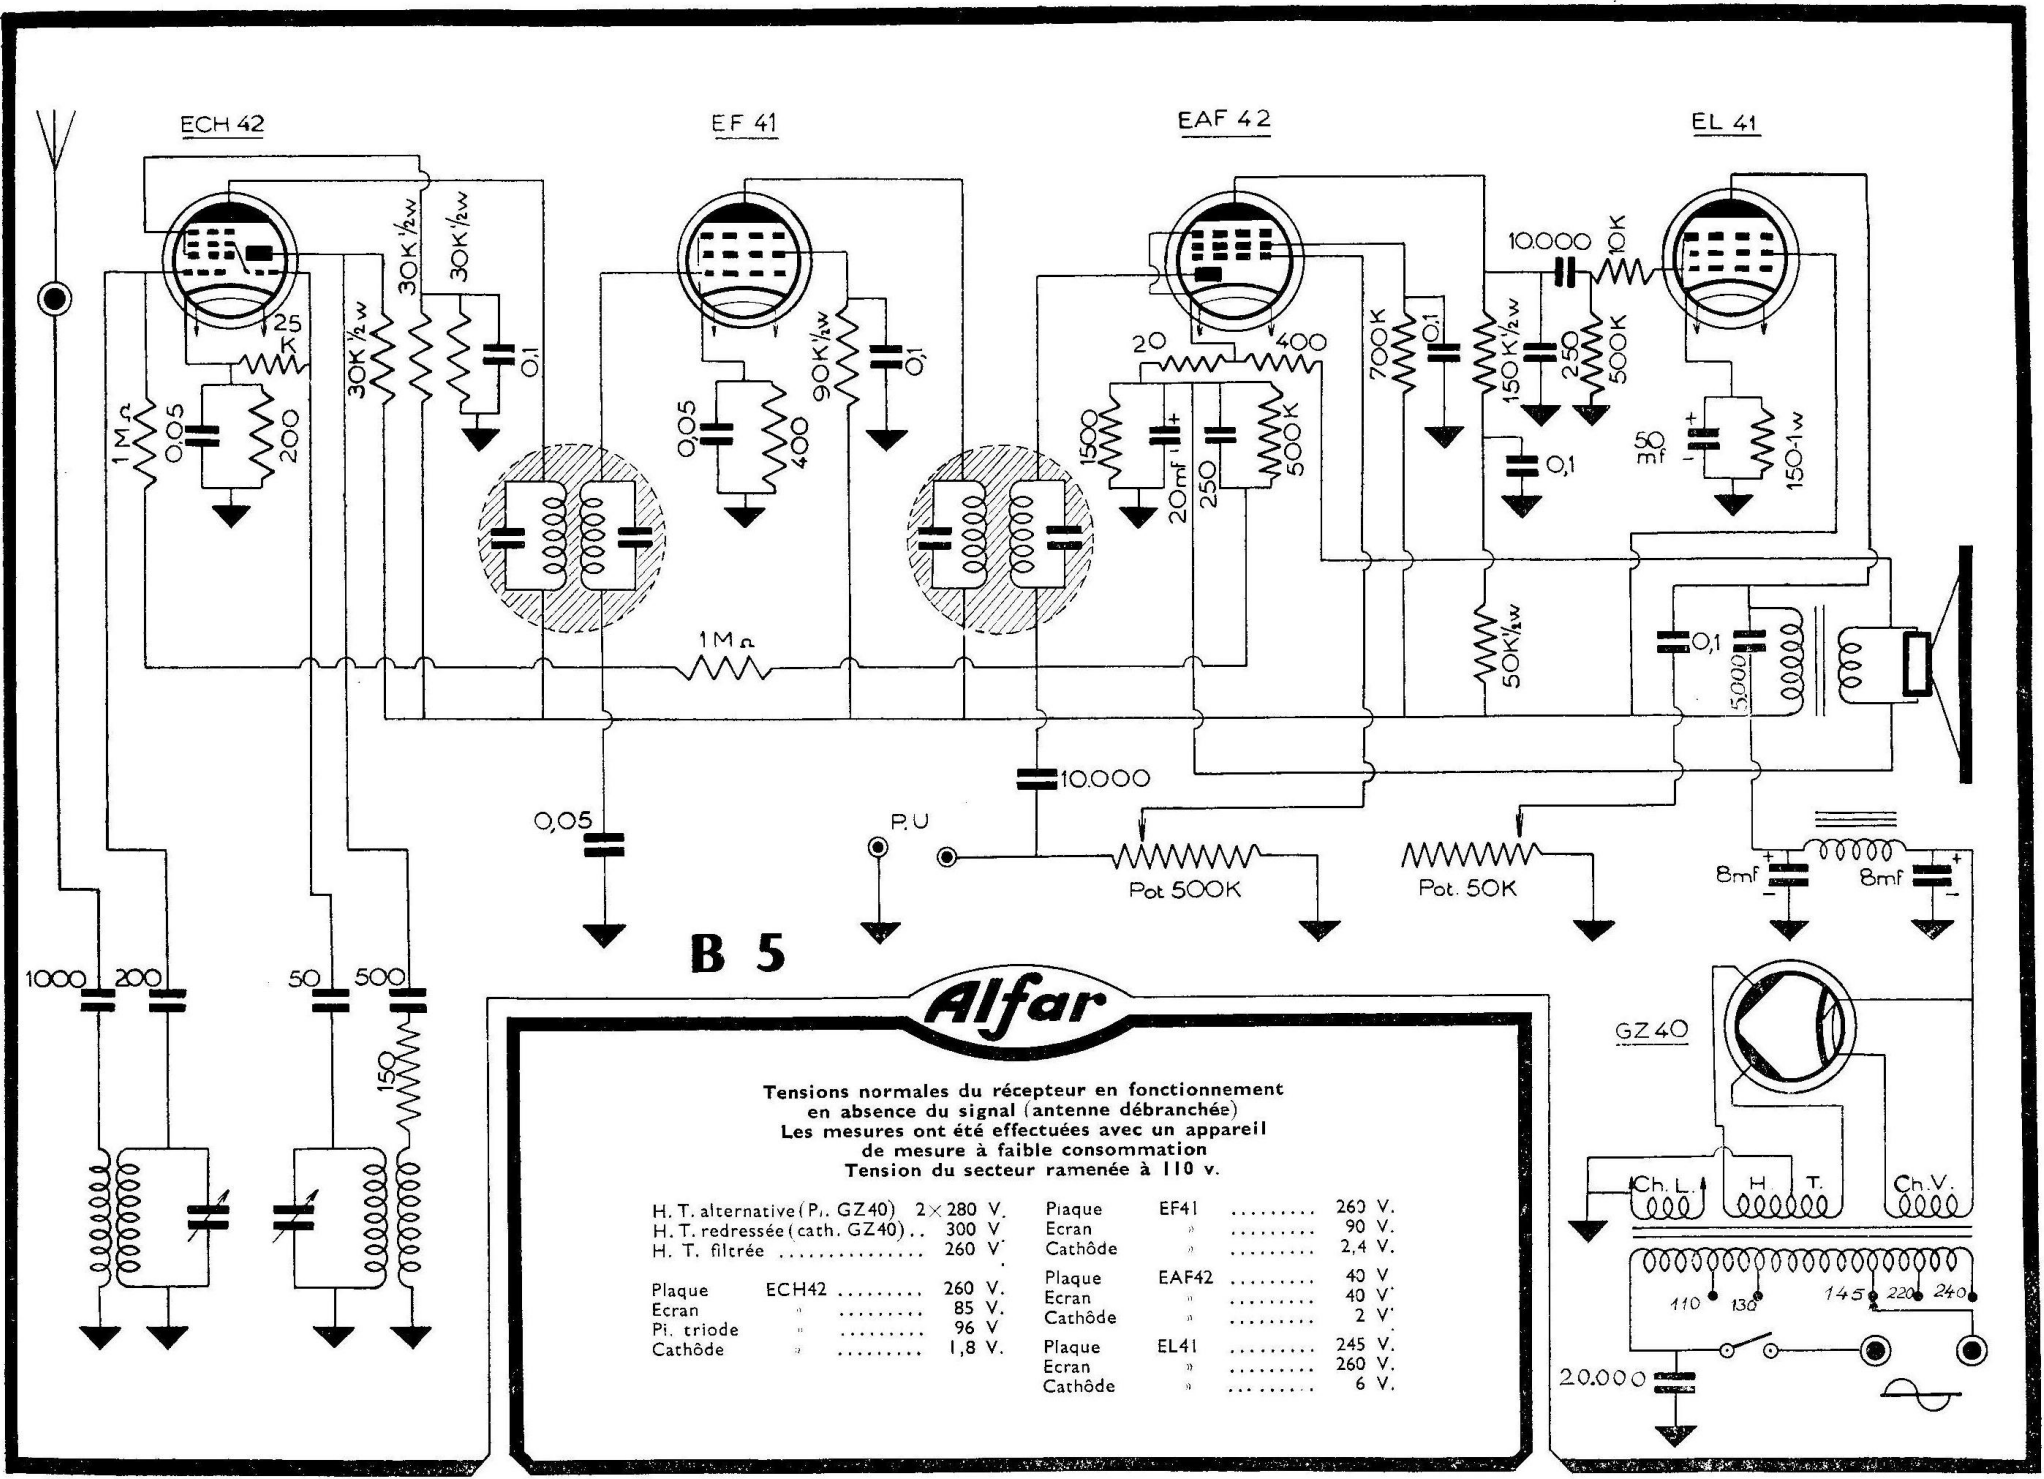 ECH 42
EF 41
EAF 42
EL 41
30K ½w
30K ½w
30K ½w
25 K
0,1
1 MΩ
0,05
200
90K ½w
0,1
0,05
400
20
400
1500
20mf
+
250
500K
700K
0,1
150K ½w
10.000
10K
250
500K
0,1
50 mf.
+
-
150-1w
1 MΩ
50K ½w
0,1
5000
0,05
10.000
P.U
Pot 500K
Pot. 50K
8mf
+
-
8mf
+
-
1000
200
50
500
150
B 5
Alfar
GZ 40
Tensions normales du récepteur en fonctionnement
en absence du signal (antenne débranchée)
Les mesures ont été effectuées avec un appareil
de mesure à faible consommation
Tension du secteur ramenée à 110 v.
H. T. alternative (P. GZ40) 2 × 280 V.
H. T. redressée (cath. GZ40) .. 300 V.
H. T. filtrée ............... 260 V.
Plaque ECH42 ......... 260 V.
Ecran " ......... 85 V.
Pi. triode " ......... 96 V
Cathôde " ......... 1,8 V.
Plaque EF41 ......... 260 V.
Ecran " ......... 90 V.
Cathôde " ......... 2,4 V.
Plaque EAF42 ......... 40 V
Ecran " ......... 40 V.
Cathôde " ......... 2 V.
Plaque EL41 ......... 245 V.
Ecran " ......... 260 V.
Cathôde " ......... 6 V.
Ch. L.
H. T.
Ch. V.
110
130
145
220
240
20.000